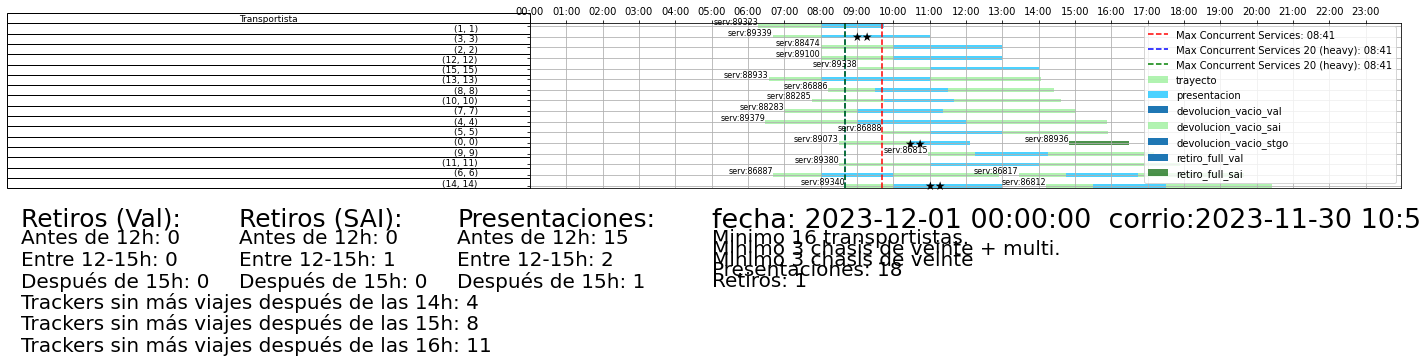 00:00 01:00 02:00 03:00 04:00 05:00 06:00 07:00 08:00 09:00 10:00 11:00 12:00 13:00 14:00 15:00 16:00 17:00 18:00 19:00 20:00 21:00 22:00 23:00
Transportista
(1, 1)
(3, 3)
(2, 2)
(12, 12)
(15, 15)
(13, 13)
(8, 8)
(10, 10)
(7, 7)
(4, 4)
(5, 5)
(0, 0)
(9, 9)
(11, 11)
(6, 6)
(14, 14)
serv:89323
serv:89339
serv:88474
serv:89100
serv:89338
serv:88933
serv:86886
serv:88285
serv:88283
serv:89379
serv:86888
serv:89073 serv:88936
serv:86815
serv:89380
serv:86887 serv:86817
serv:89340 serv:86812
Max Concurrent Services: 08:41
Max Concurrent Services 20 (heavy): 08:41
Max Concurrent Services 20 (heavy): 08:41
trayecto
presentacion
devolucion_vacio_val
devolucion_vacio_sai
devolucion_vacio_stgo
retiro_full_val
retiro_full_sai
Retiros (Val):
Antes de 12h: 0
Entre 12-15h: 0
Después de 15h: 0
Retiros (SAI):
Antes de 12h: 0
Entre 12-15h: 1
Después de 15h: 0
Presentaciones:
Antes de 12h: 15
Entre 12-15h: 2
Después de 15h: 1
Trackers sin más viajes después de las 14h: 4
Trackers sin más viajes después de las 15h: 8
Trackers sin más viajes después de las 16h: 11
fecha: 2023-12-01 00:00:00 corrio:2023-11-30 10:5
Minimo 16 transportistas.
Minimo 3 chasis de veinte + multi.
Minimo 3 chasis de veinte
Presentaciones: 18
Retiros: 1